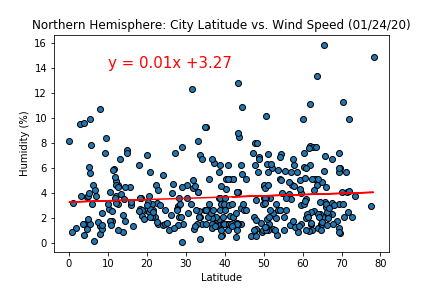 Northern Hemisphere: City Latitude vs. Wind Speed (01/24/20)
y = 0.01x +3.27
Humidity (%)
16
14
12
10
8
6
4
2
0
0 10 20 30 40 50 60 70 80
Latitude